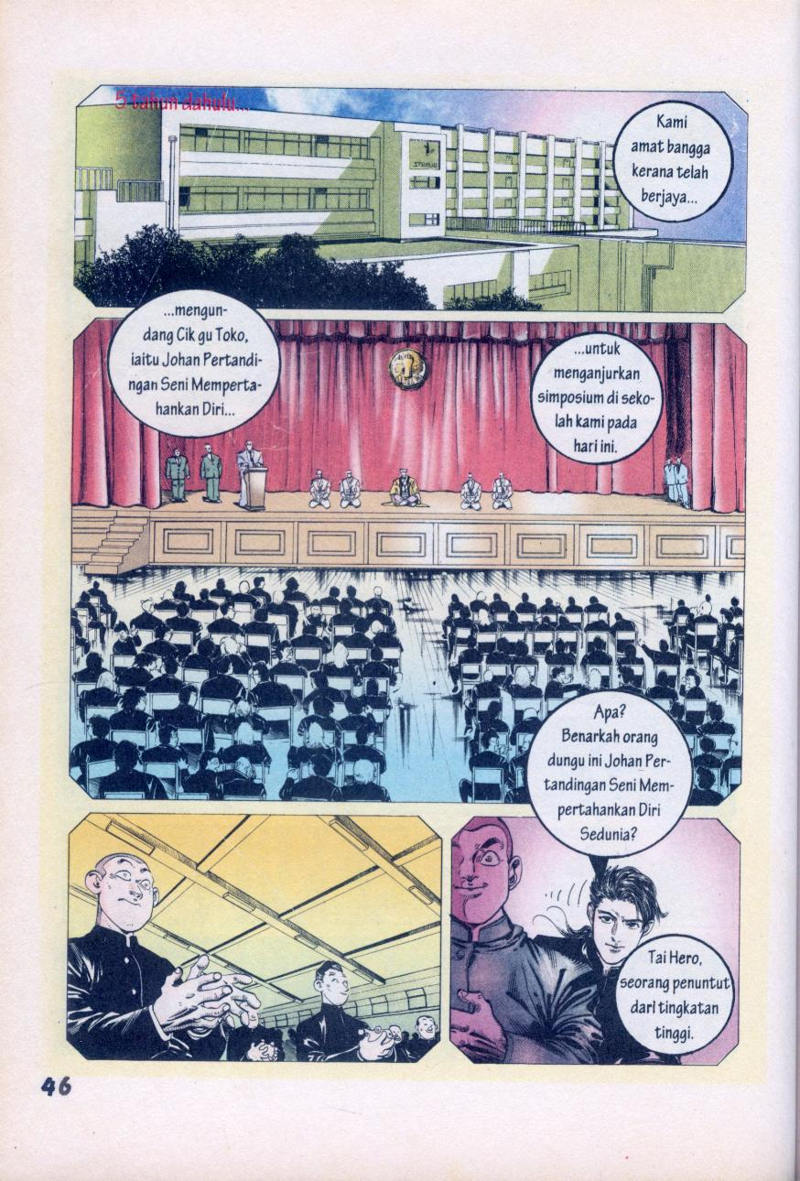 5 tahun dahulu...
Kami
amat bangga
kerana telah
berjaya...
...mengun-
dang Cik gu Toko,
iaitu Johan Pertandi-
ngan Seni Memperta-
hankan Diri...
...untuk
menganjurkan
simposium di seko-
lah kami pada
hari ini.
Apa?
Benarkah orang
dungu ini Johan Per-
tandingan Seni Mem-
pertahankan Diri
Sedunia?
Tai Hero,
seorang penuntut
dari tingkatan
tinggi.
46